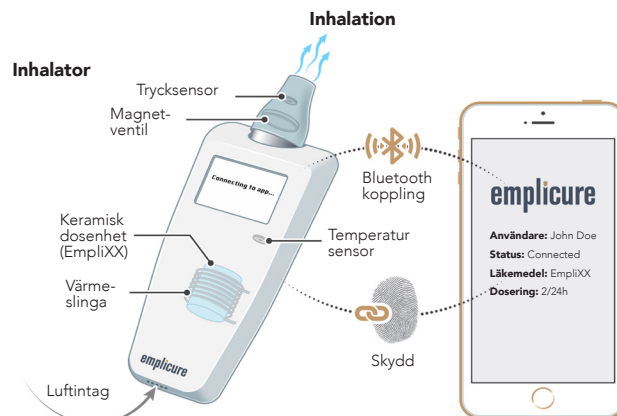 Inhalation
Inhalator
Trycksensor
Magnet-
ventil
Connecting to app...
Keramisk
dosenhet
(EmpliXX)
Värme-
slinga
Temperatur
sensor
emplicure
Luftintag
Bluetooth
koppling
Skydd
emplicure
Användare: John Doe
Status: Connected
Läkemedel: EmpliXX
Dosering: 2/24h